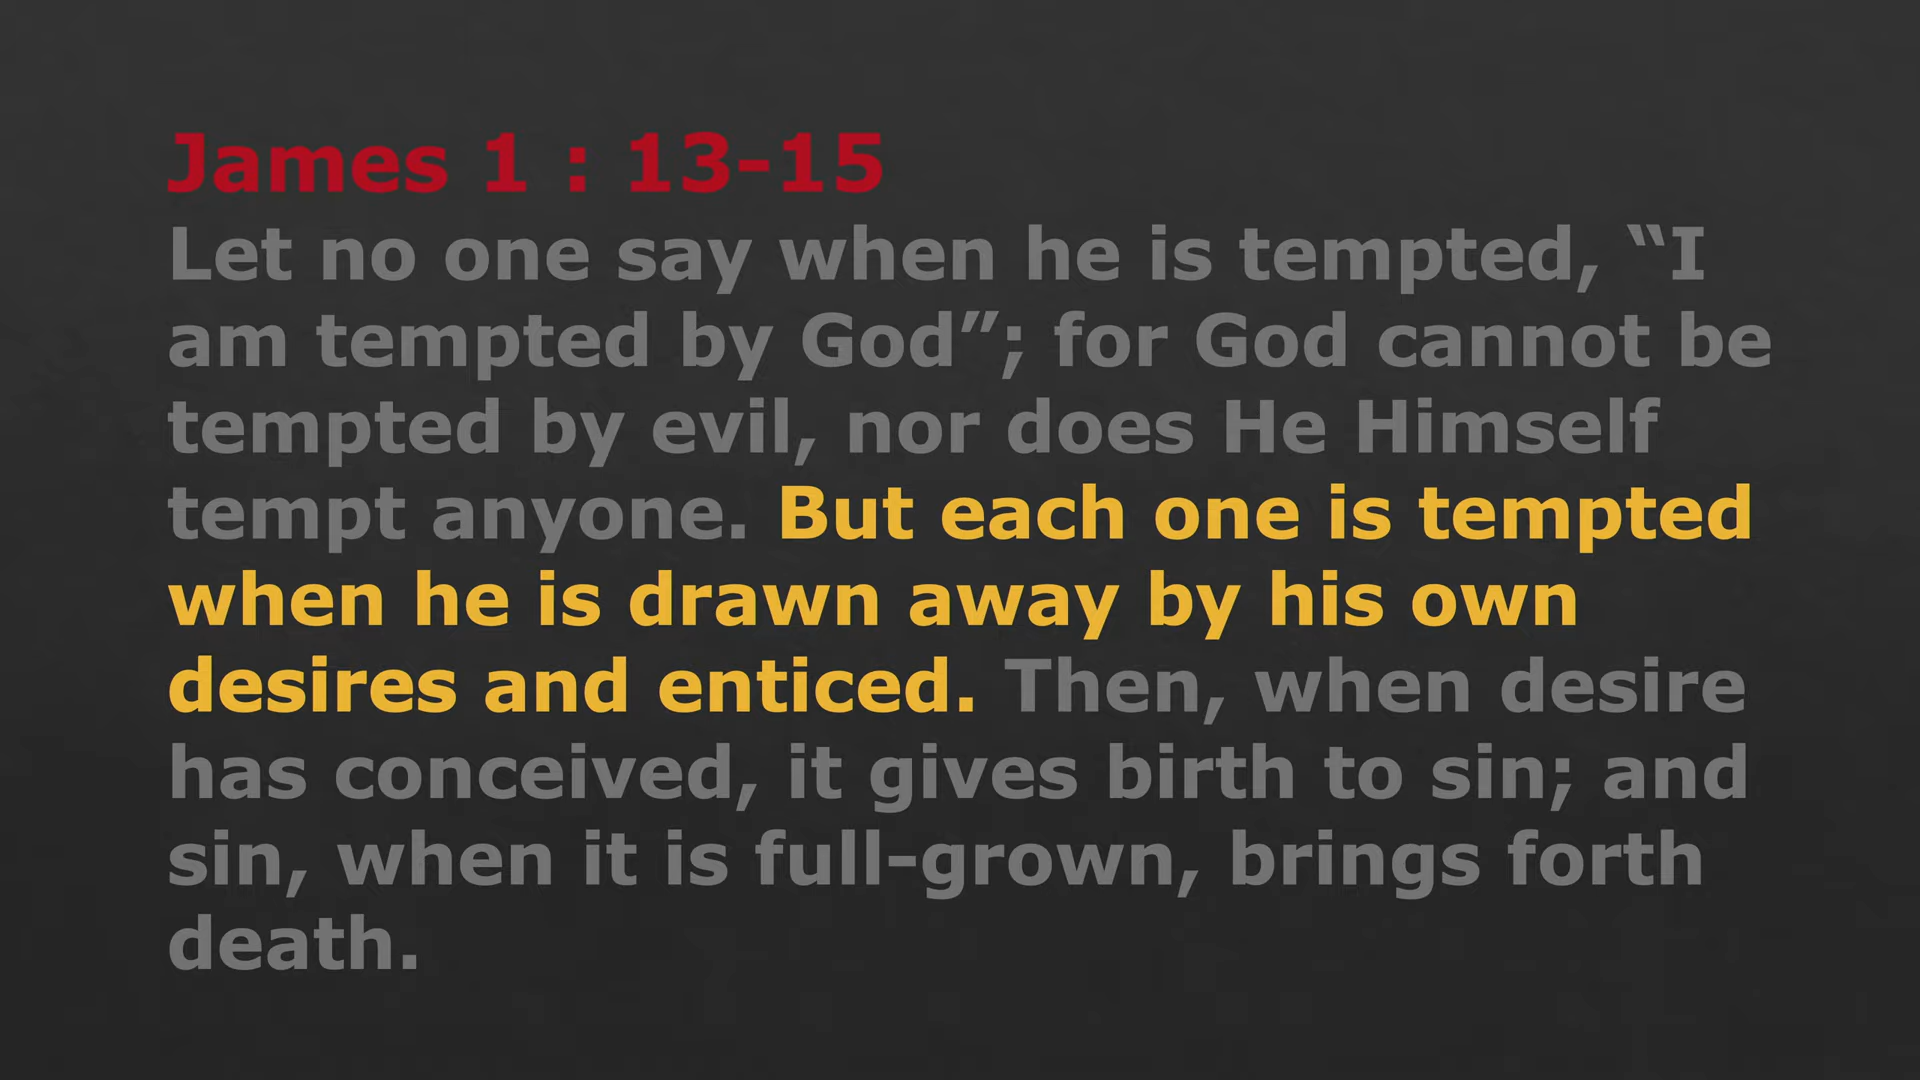 James 1 : 13-15
Let no one say when he is tempted, “I
am tempted by God”; for God cannot be
tempted by evil, nor does He Himself
tempt anyone. But each one is tempted
when he is drawn away by his own
desires and enticed. Then, when desire
has conceived, it gives birth to sin; and
sin, when it is full-grown, brings forth
death.